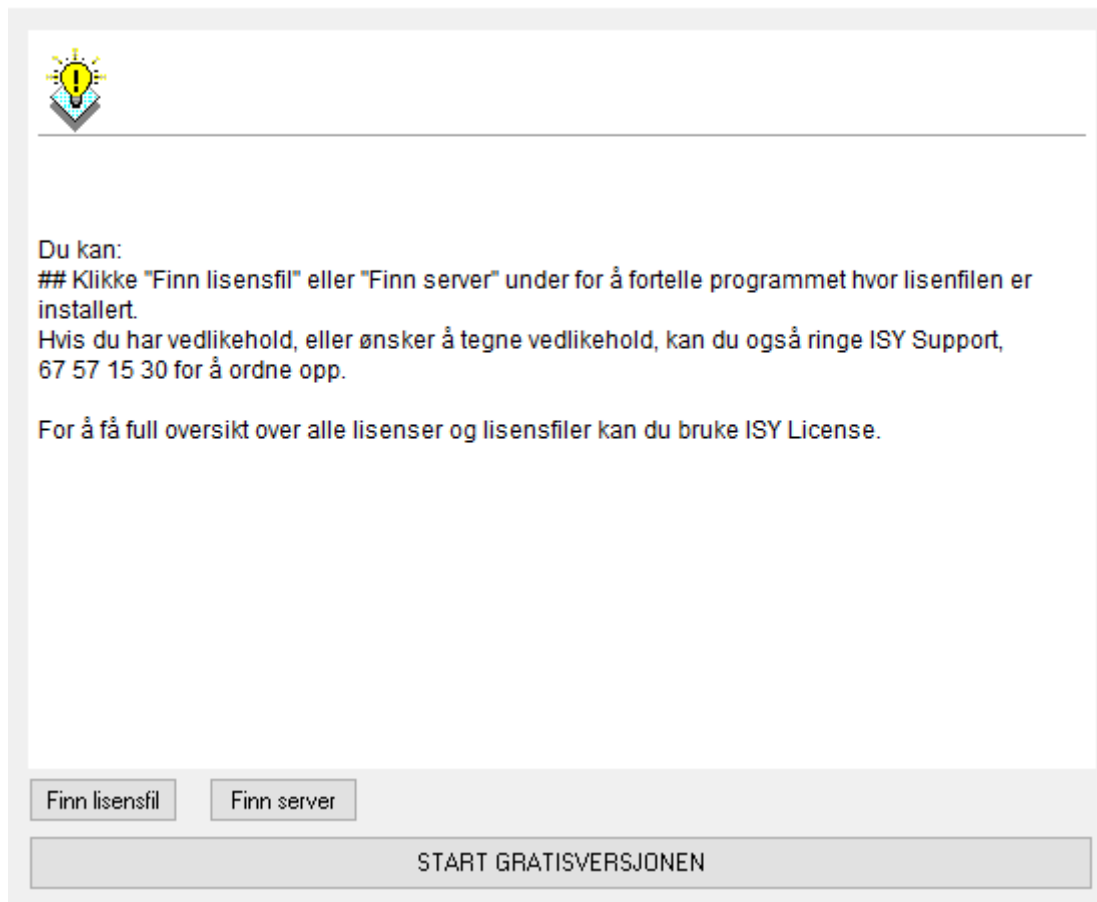 Du kan:
## Klikke "Finn lisensfil" eller "Finn server" under for å fortelle programmet hvor lisenfilen er
installert.
Hvis du har vedlikehold, eller ønsker å tegne vedlikehold, kan du også ringe ISY Support,
67 57 15 30 for å ordne opp.
For å få full oversikt over alle lisenser og lisensfiler kan du bruke ISY License.
Finn lisensfil
Finn server
START GRATISVERSJONEN